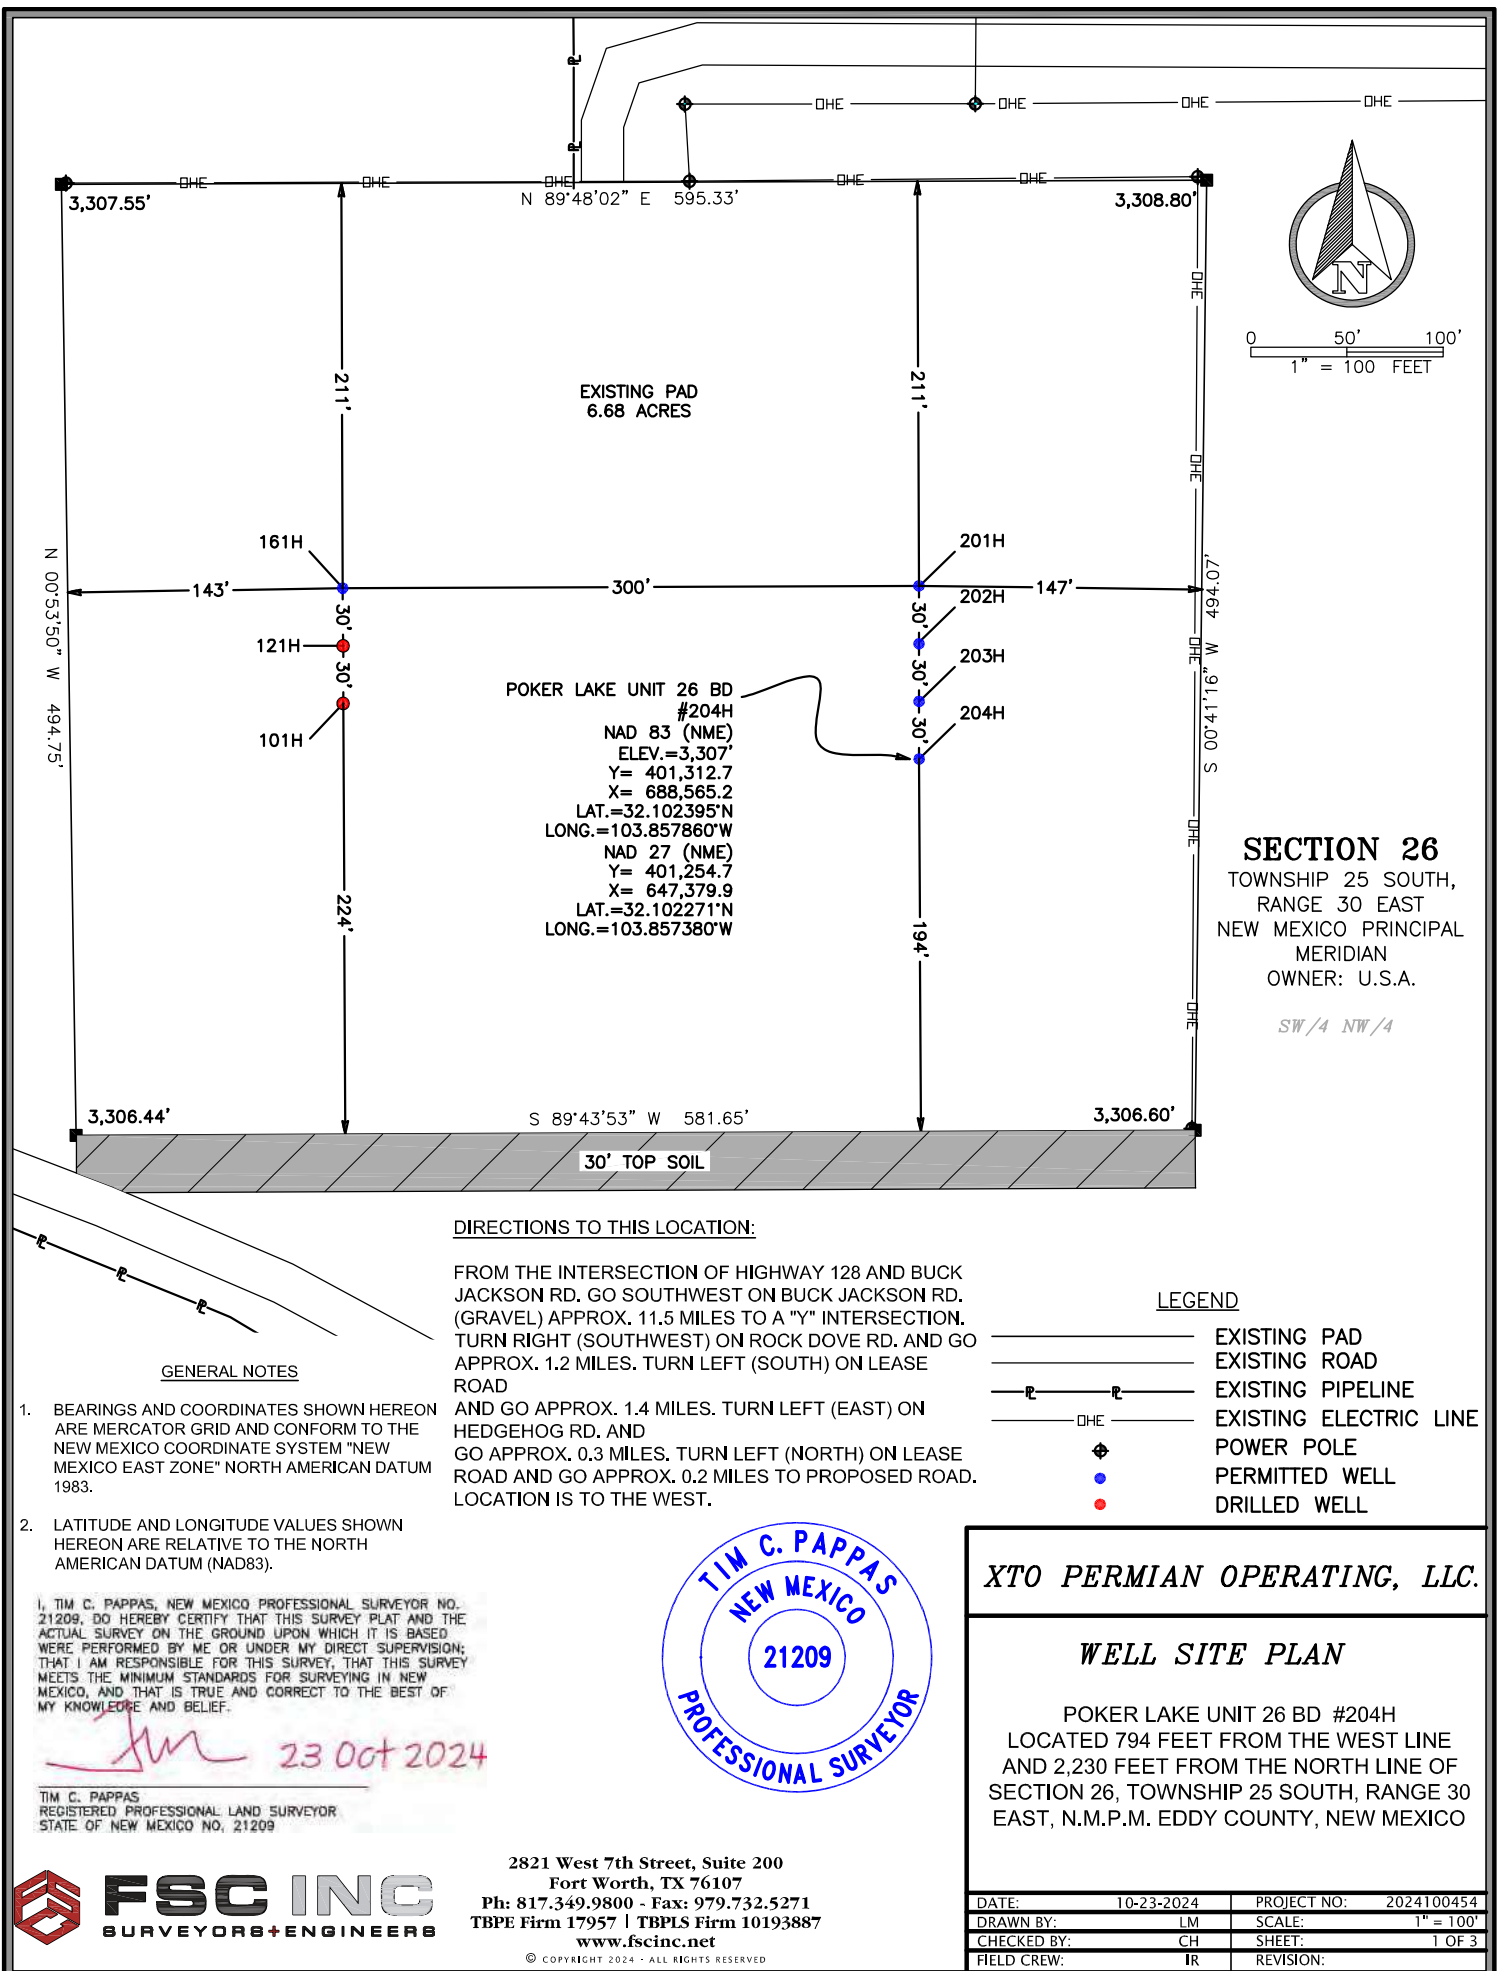 OHE OHE OHE OHE
OHE OHE OHE OHE OHE
N 89°48'02" E 595.33'
3,307.55'
3,308.80'
N
0 50' 100'
1" = 100 FEET
EXISTING PAD
6.68 ACRES
211'
211'
161H
201H
143'
300'
147'
30'
30'
202H
121H
30'
30'
203H
101H
30'
204H
N 00°53'50" W 494.75'
S 00°41'16" W 494.07'
OHE OHE OHE OHE OHE
POKER LAKE UNIT 26 BD
#204H
NAD 83 (NME)
ELEV.=3,307'
Y= 401,312.7
X= 688,565.2
LAT.=32.102395°N
LONG.=103.857860°W
NAD 27 (NME)
Y= 401,254.7
X= 647,379.9
LAT.=32.102271°N
LONG.=103.857380°W
224'
194'
SECTION 26
TOWNSHIP 25 SOUTH,
RANGE 30 EAST
NEW MEXICO PRINCIPAL
MERIDIAN
OWNER: U.S.A.
SW/4 NW/4
3,306.44'
S 89°43'53" W 581.65'
3,306.60'
30' TOP SOIL
DIRECTIONS TO THIS LOCATION:
FROM THE INTERSECTION OF HIGHWAY 128 AND BUCK
JACKSON RD. GO SOUTHWEST ON BUCK JACKSON RD.
(GRAVEL) APPROX. 11.5 MILES TO A "Y" INTERSECTION.
TURN RIGHT (SOUTHWEST) ON ROCK DOVE RD. AND GO
APPROX. 1.2 MILES. TURN LEFT (SOUTH) ON LEASE
ROAD
AND GO APPROX. 1.4 MILES. TURN LEFT (EAST) ON
HEDGEHOG RD. AND
GO APPROX. 0.3 MILES. TURN LEFT (NORTH) ON LEASE
ROAD AND GO APPROX. 0.2 MILES TO PROPOSED ROAD.
LOCATION IS TO THE WEST.
LEGEND
EXISTING PAD
EXISTING ROAD
EXISTING PIPELINE
OHE EXISTING ELECTRIC LINE
POWER POLE
PERMITTED WELL
DRILLED WELL
GENERAL NOTES
1. BEARINGS AND COORDINATES SHOWN HEREON
ARE MERCATOR GRID AND CONFORM TO THE
NEW MEXICO COORDINATE SYSTEM "NEW
MEXICO EAST ZONE" NORTH AMERICAN DATUM
1983.
2. LATITUDE AND LONGITUDE VALUES SHOWN
HEREON ARE RELATIVE TO THE NORTH
AMERICAN DATUM (NAD83).
I, TIM C. PAPPAS, NEW MEXICO PROFESSIONAL SURVEYOR NO.
21209, DO HEREBY CERTIFY THAT THIS SURVEY PLAT AND THE
ACTUAL SURVEY ON THE GROUND UPON WHICH IT IS BASED
WERE PERFORMED BY ME OR UNDER MY DIRECT SUPERVISION;
THAT I AM RESPONSIBLE FOR THIS SURVEY, THAT THIS SURVEY
MEETS THE MINIMUM STANDARDS FOR SURVEYING IN NEW
MEXICO, AND THAT IS TRUE AND CORRECT TO THE BEST OF
MY KNOWLEDGE AND BELIEF.
23 Oct 2024
TIM C. PAPPAS
REGISTERED PROFESSIONAL LAND SURVEYOR
STATE OF NEW MEXICO NO. 21209
TIM C. PAPPAS
NEW MEXICO
21209
PROFESSIONAL SURVEYOR
FSC INC
SURVEYORS+ENGINEERS
2821 West 7th Street, Suite 200
Fort Worth, TX 76107
Ph: 817.349.9800 - Fax: 979.732.5271
TBPE Firm 17957 | TBPLS Firm 10193887
www.fscinc.net
© COPYRIGHT 2024 - ALL RIGHTS RESERVED
XTO PERMIAN OPERATING, LLC.
WELL SITE PLAN
POKER LAKE UNIT 26 BD #204H
LOCATED 794 FEET FROM THE WEST LINE
AND 2,230 FEET FROM THE NORTH LINE OF
SECTION 26, TOWNSHIP 25 SOUTH, RANGE 30
EAST, N.M.P.M. EDDY COUNTY, NEW MEXICO
DATE: 10-23-2024 PROJECT NO: 2024100454
DRAWN BY: LM SCALE: 1" = 100'
CHECKED BY: CH SHEET: 1 OF 3
FIELD CREW: IR REVISION: